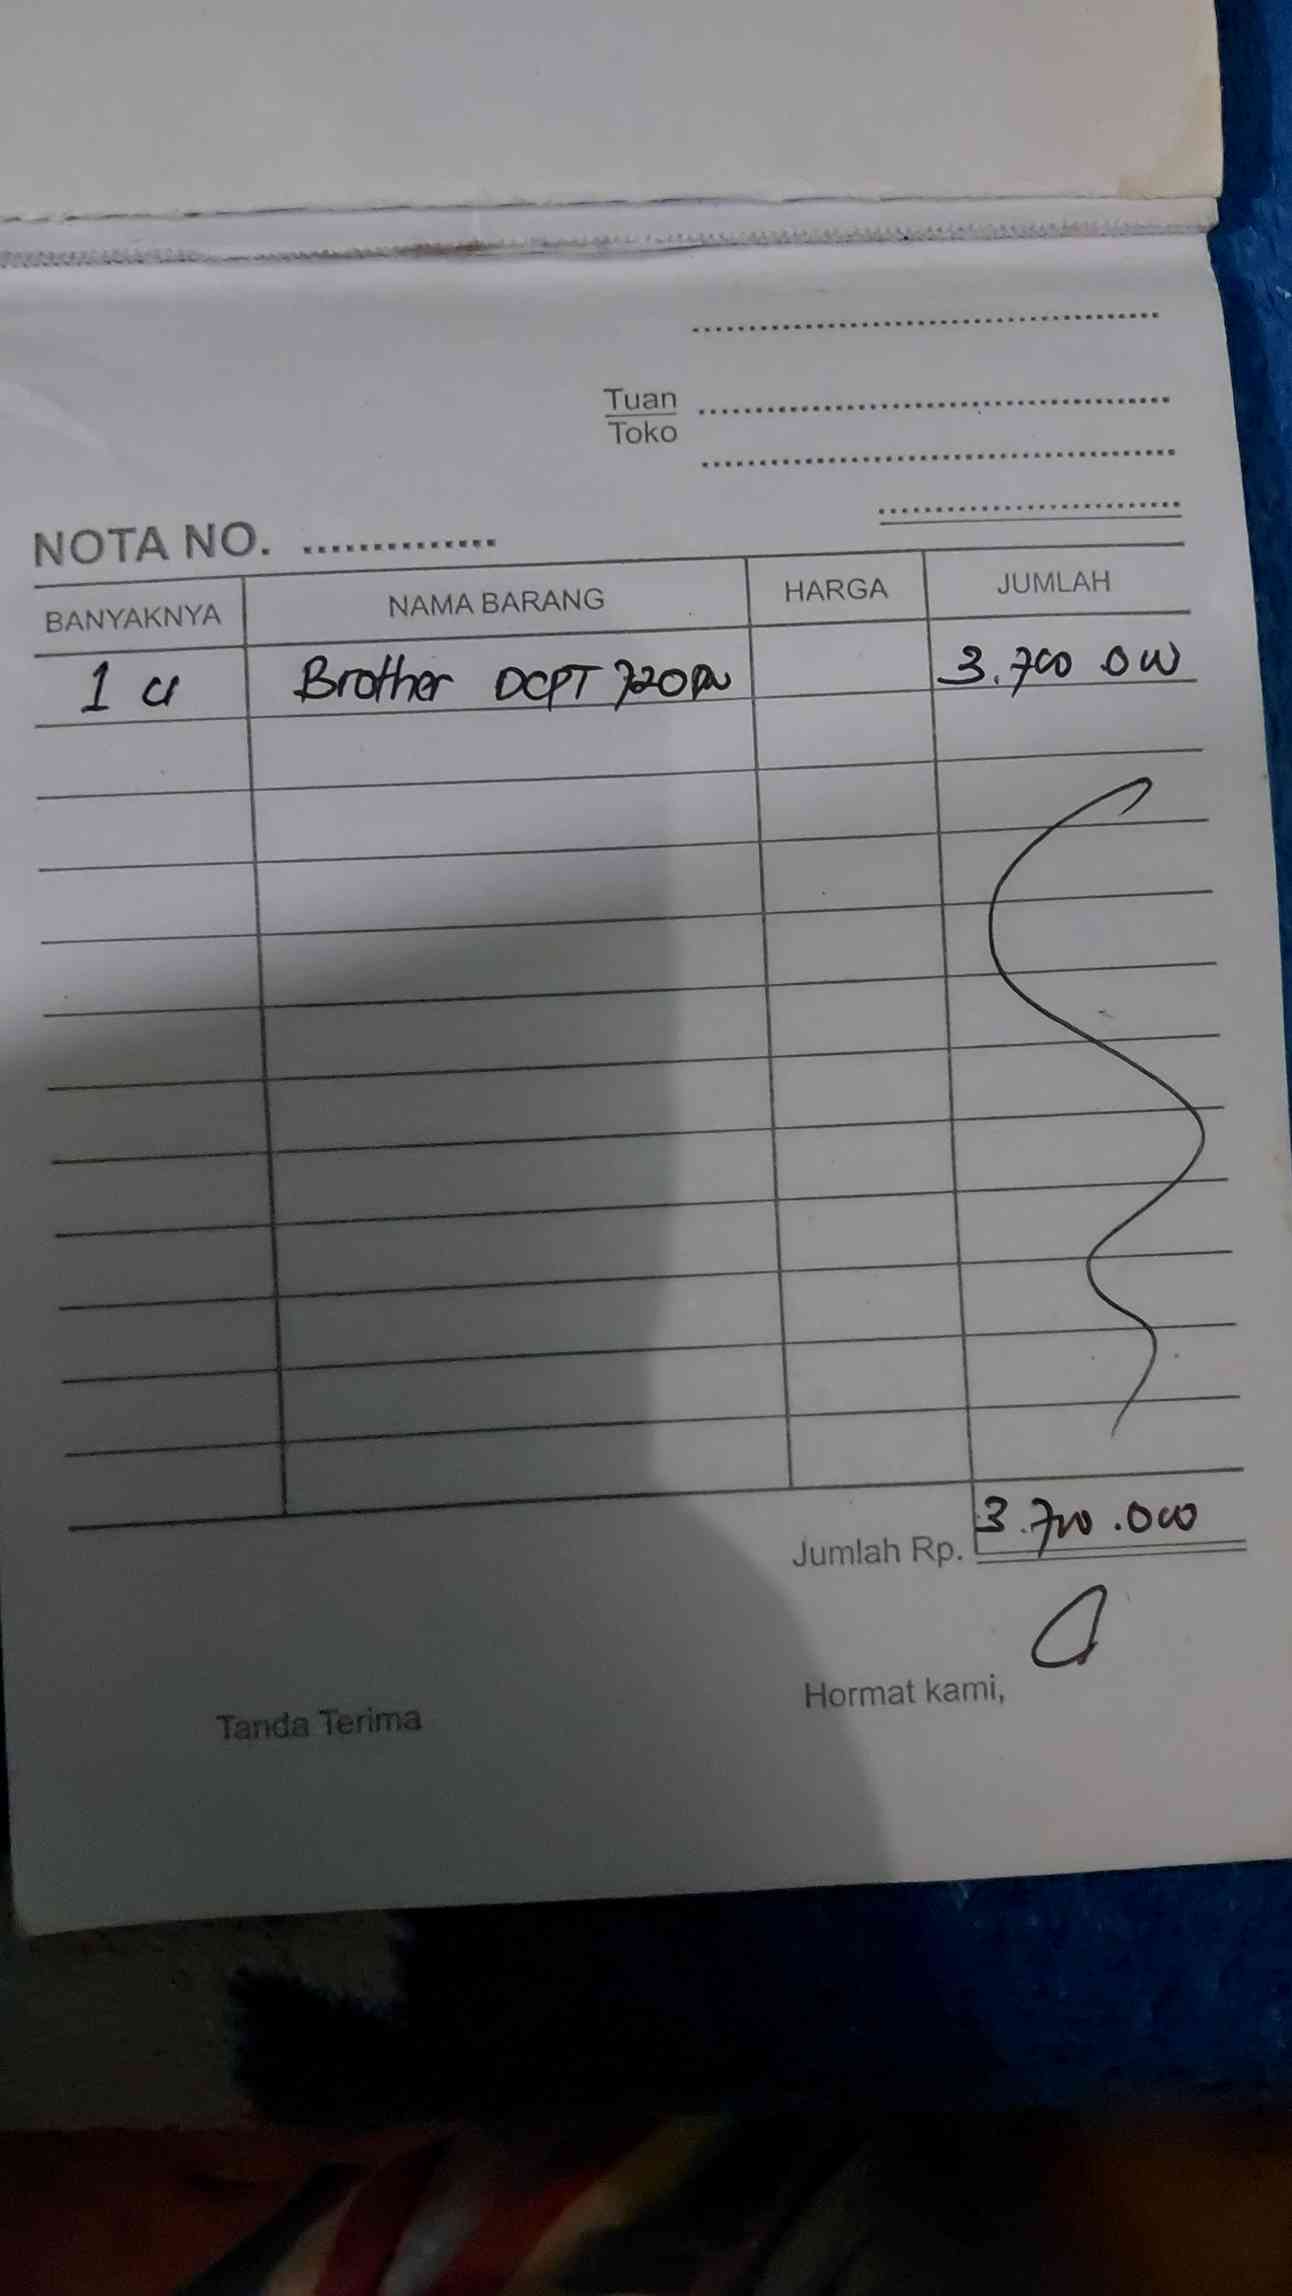 Tuan
Toko
NOTA NO.
BANYAKNYA NAMA BARANG HARGA JUMLAH
1 Brother DCPT 720DW 3.700 000
Jumlah Rp. 3.700.000
Tanda Terima Hormat kami,